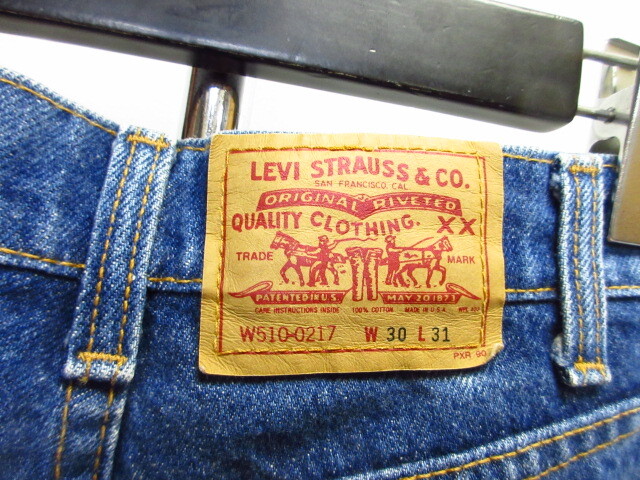 LEVI STRAUSS & CO.
SAN FRANCISCO, CAL
ORIGINAL RIVETED
QUALITY CLOTHING. XX
TRADE MARK
PATENTED IN U.S. MAY 20 1873
CARE INSTRUCTIONS INSIDE 100% COTTON MADE IN U.S.A.
W510-0217 W 30 L 31
PXR 90